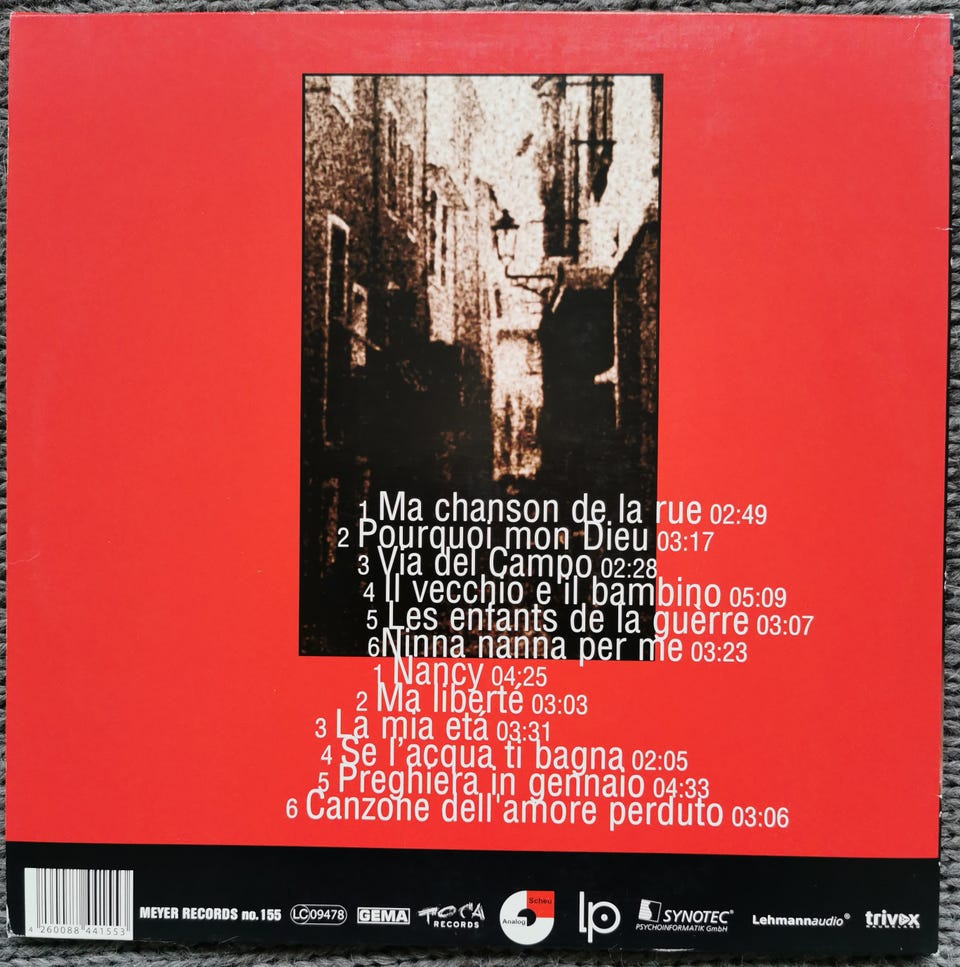 1 Ma chanson de la rue 02:49
2 Pourquoi mon Dieu 03:17
3 Via del Campo 02:28
4 Il vecchio e il bambino 05:09
5 Les enfants de la guèrre 03:07
6 Ninna nanna per me 03:23
1 Nancy 04:25
2 Ma liberté 03:03
3 La mia etá 03:31
4 Se l'acqua ti bagna 02:05
5 Preghiera in gennaio 04:33
6 Canzone dell'amore perduto 03:06
4 260088 441553
MEYER RECORDS no. 155
LC 09478
GEMA
TOCA RECORDS
Scheu Analog
lp
SYNOTEC®
PSYCHOINFORMATIK GmbH
Lehmannaudio®
trivox